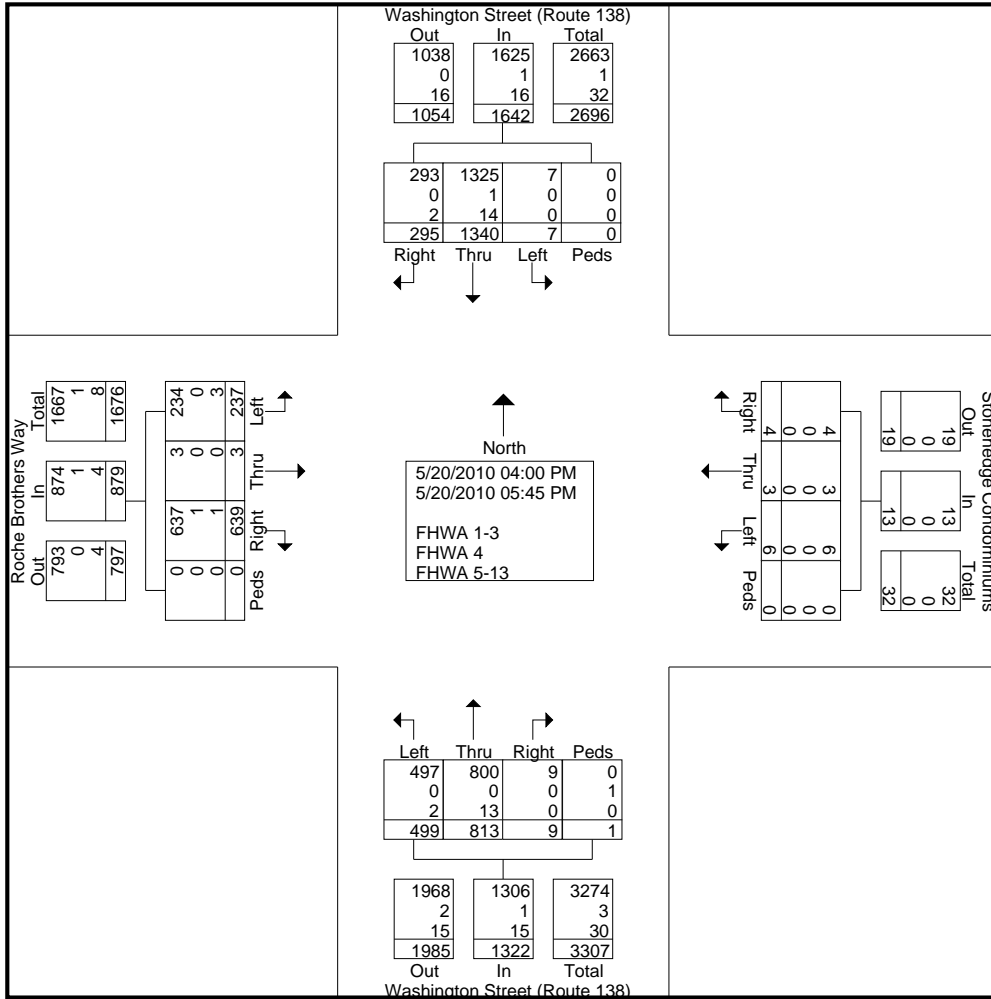 Washington Street (Route 138)
Out In Total
1038 1625 2663
0 1 1
16 16 32
1054 1642 2696
293 1325 7 0
0 1 0 0
2 14 0 0
295 1340 7 0
Right Thru Left Peds
Roche Brothers Way
Total In Out
1667 874 793
1 1 0
8 4 4
1676 879 797
234 3 637 0
0 0 1 0
3 0 1 0
237 3 639 0
Left Thru Right Peds
North
5/20/2010 04:00 PM
5/20/2010 05:45 PM
FHWA 1-3
FHWA 4
FHWA 5-13
Right Thru Left Peds
4 3 6 0
0 0 0 0
0 0 0 0
4 3 6 0
Stonehedge Condominiums
Out In Total
19 13 32
0 0 0
0 0 0
19 13 32
Left Thru Right Peds
497 800 9 0
0 0 0 1
2 13 0 0
499 813 9 1
1968 1306 3274
2 1 3
15 15 30
1985 1322 3307
Out In Total
Washington Street (Route 138)